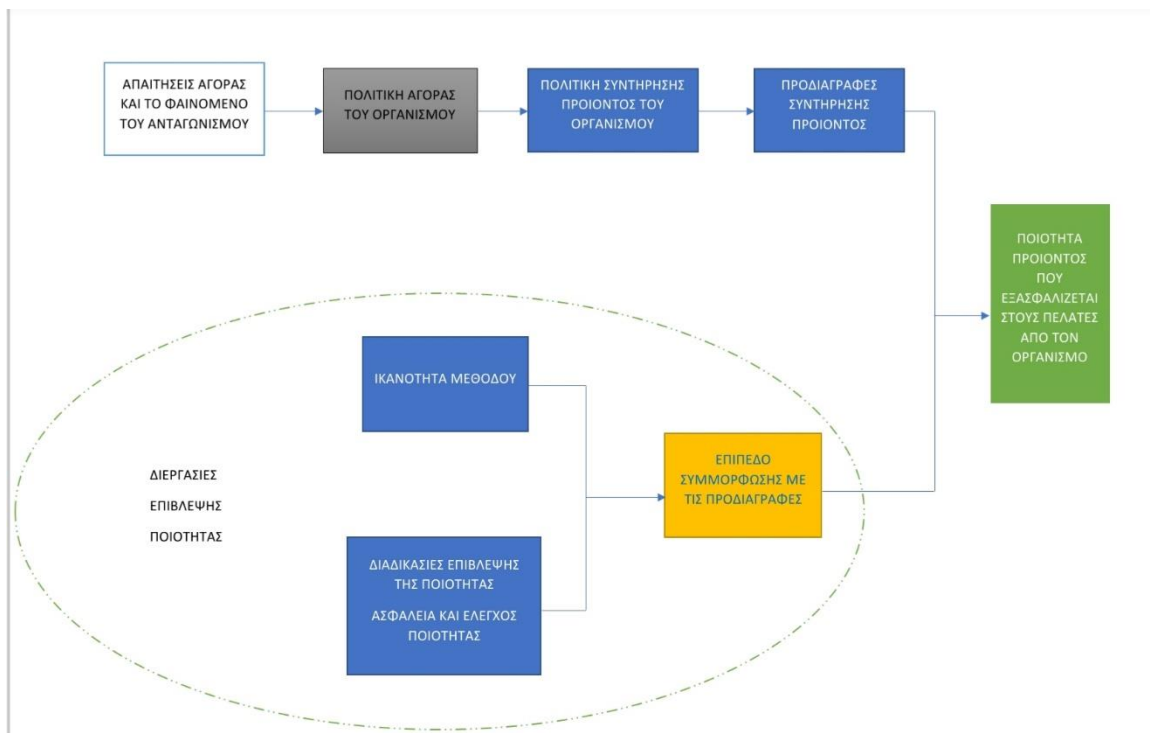 ΑΠΑΙΤΗΣΕΙΣ ΑΓΟΡΑΣ
ΚΑΙ ΤΟ ΦΑΙΝΟΜΕΝΟ
ΤΟΥ ΑΝΤΑΓΩΝΙΣΜΟΥ
ΠΟΛΙΤΙΚΗ ΑΓΟΡΑΣ
ΤΟΥ ΟΡΓΑΝΙΣΜΟΥ
ΠΟΛΙΤΙΚΗ ΣΥΝΤΗΡΗΣΗΣ
ΠΡΟΙΟΝΤΟΣ ΤΟΥ
ΟΡΓΑΝΙΣΜΟΥ
ΠΡΟΔΙΑΓΡΑΦΕΣ
ΣΥΝΤΗΡΗΣΗΣ
ΠΡΟΙΟΝΤΟΣ
ΠΟΙΟΤΗΤΑ
ΠΡΟΙΟΝΤΟΣ
ΠΟΥ
ΕΞΑΣΦΑΛΙΖΕΤΑΙ
ΣΤΟΥΣ ΠΕΛΑΤΕΣ
ΑΠΟ ΤΟΝ
ΟΡΓΑΝΙΣΜΟ
ΙΚΑΝΟΤΗΤΑ ΜΕΘΟΔΟΥ
ΕΠΙΠΕΔΟ
ΣΥΜΜΟΡΦΩΣΗΣ ΜΕ
ΤΙΣ ΠΡΟΔΙΑΓΡΑΦΕΣ
ΔΙΕΡΓΑΣΙΕΣ
ΕΠΙΒΛΕΨΗΣ
ΠΟΙΟΤΗΤΑΣ
ΔΙΑΔΙΚΑΣΙΕΣ ΕΠΙΒΛΕΨΗΣ
ΤΗΣ ΠΟΙΟΤΗΤΑΣ
ΑΣΦΑΛΕΙΑ ΚΑΙ ΕΛΕΓΧΟΣ
ΠΟΙΟΤΗΤΑΣ